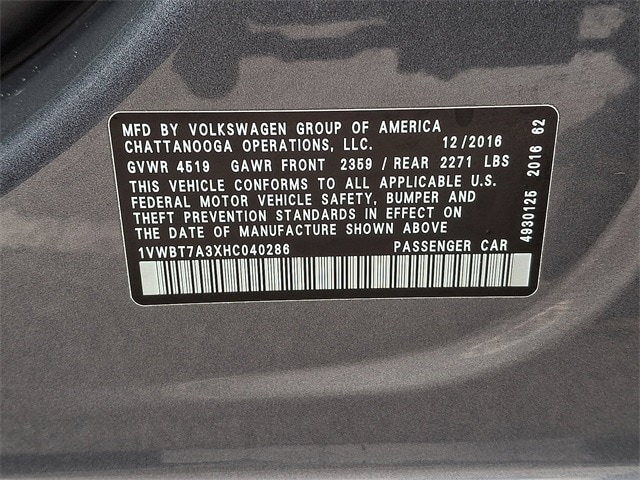 MFD BY VOLKSWAGEN GROUP OF AMERICA
CHATTANOOGA OPERATIONS, LLC. 12/2016
GVWR 4519 GAWR FRONT 2359 / REAR 2271 LBS
THIS VEHICLE CONFORMS TO ALL APPLICABLE U.S.
FEDERAL MOTOR VEHICLE SAFETY, BUMPER AND
THEFT PREVENTION STANDARDS IN EFFECT ON
THE DATE OF MANUFACTURE SHOWN ABOVE
1VWBT7A3XHC040286 PASSENGER CAR
4930125 2016 62